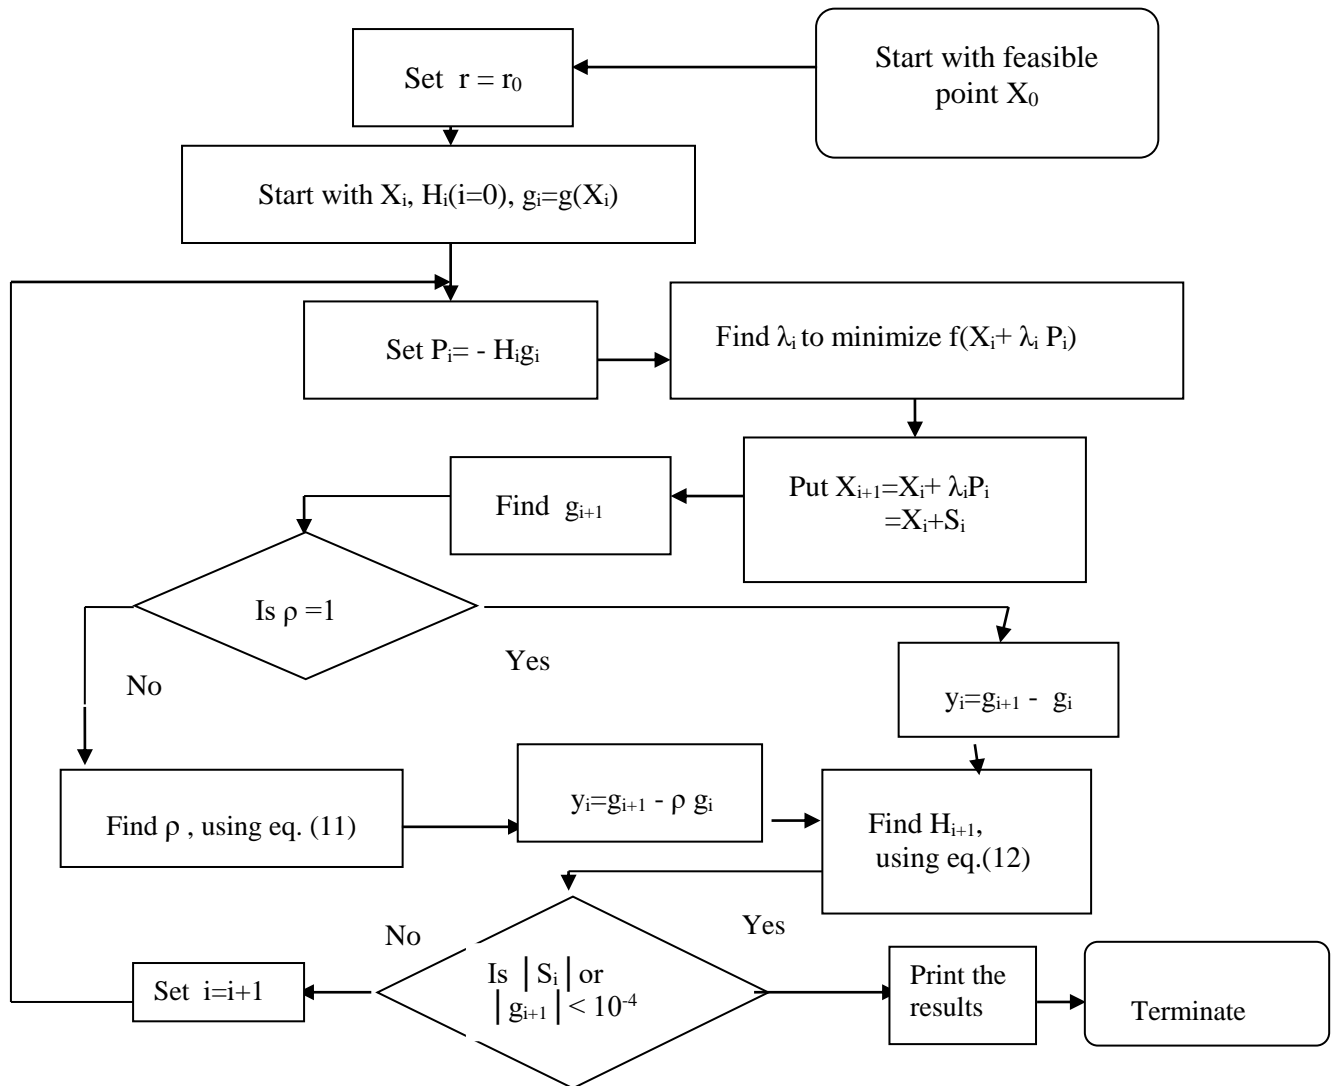 Start with feasible
point X₀
Set r = r₀
Start with Xᵢ, Hᵢ(i=0), gᵢ=g(Xᵢ)
Set Pᵢ= - Hᵢgᵢ
Find λᵢ to minimize f(Xᵢ+ λᵢ Pᵢ)
Put Xᵢ₊₁=Xᵢ+ λᵢPᵢ
=Xᵢ+Sᵢ
Find gᵢ₊₁
Is ρ =1
Yes
No
yᵢ=gᵢ₊₁ - gᵢ
Find ρ , using eq. (11)
yᵢ=gᵢ₊₁ - ρ gᵢ
Find Hᵢ₊₁,
using eq.(12)
No
Yes
Is │Sᵢ│or
│gᵢ₊₁│< 10⁻⁴
Set i=i+1
Print the
results
Terminate